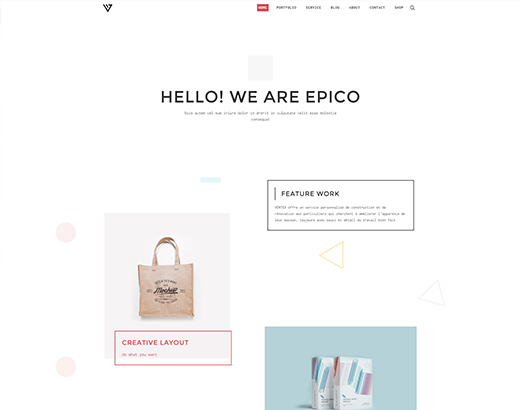 HOME PORTFOLIO SERVICE BLOG ABOUT CONTACT SHOP
HELLO! WE ARE EPICO
Duis autem vel eum iriure dolor in hendrerit in vulputate velit esse molestie
consequat
FEATURE WORK
VERTEX offre un service personnalisé de construction et de
rénovation aux particuliers qui cherchent à améliorer l'apparence de
leur maison, toujours avec souci en détail du travail bien fait
Mockup
CREATIVE LAYOUT
do what you want